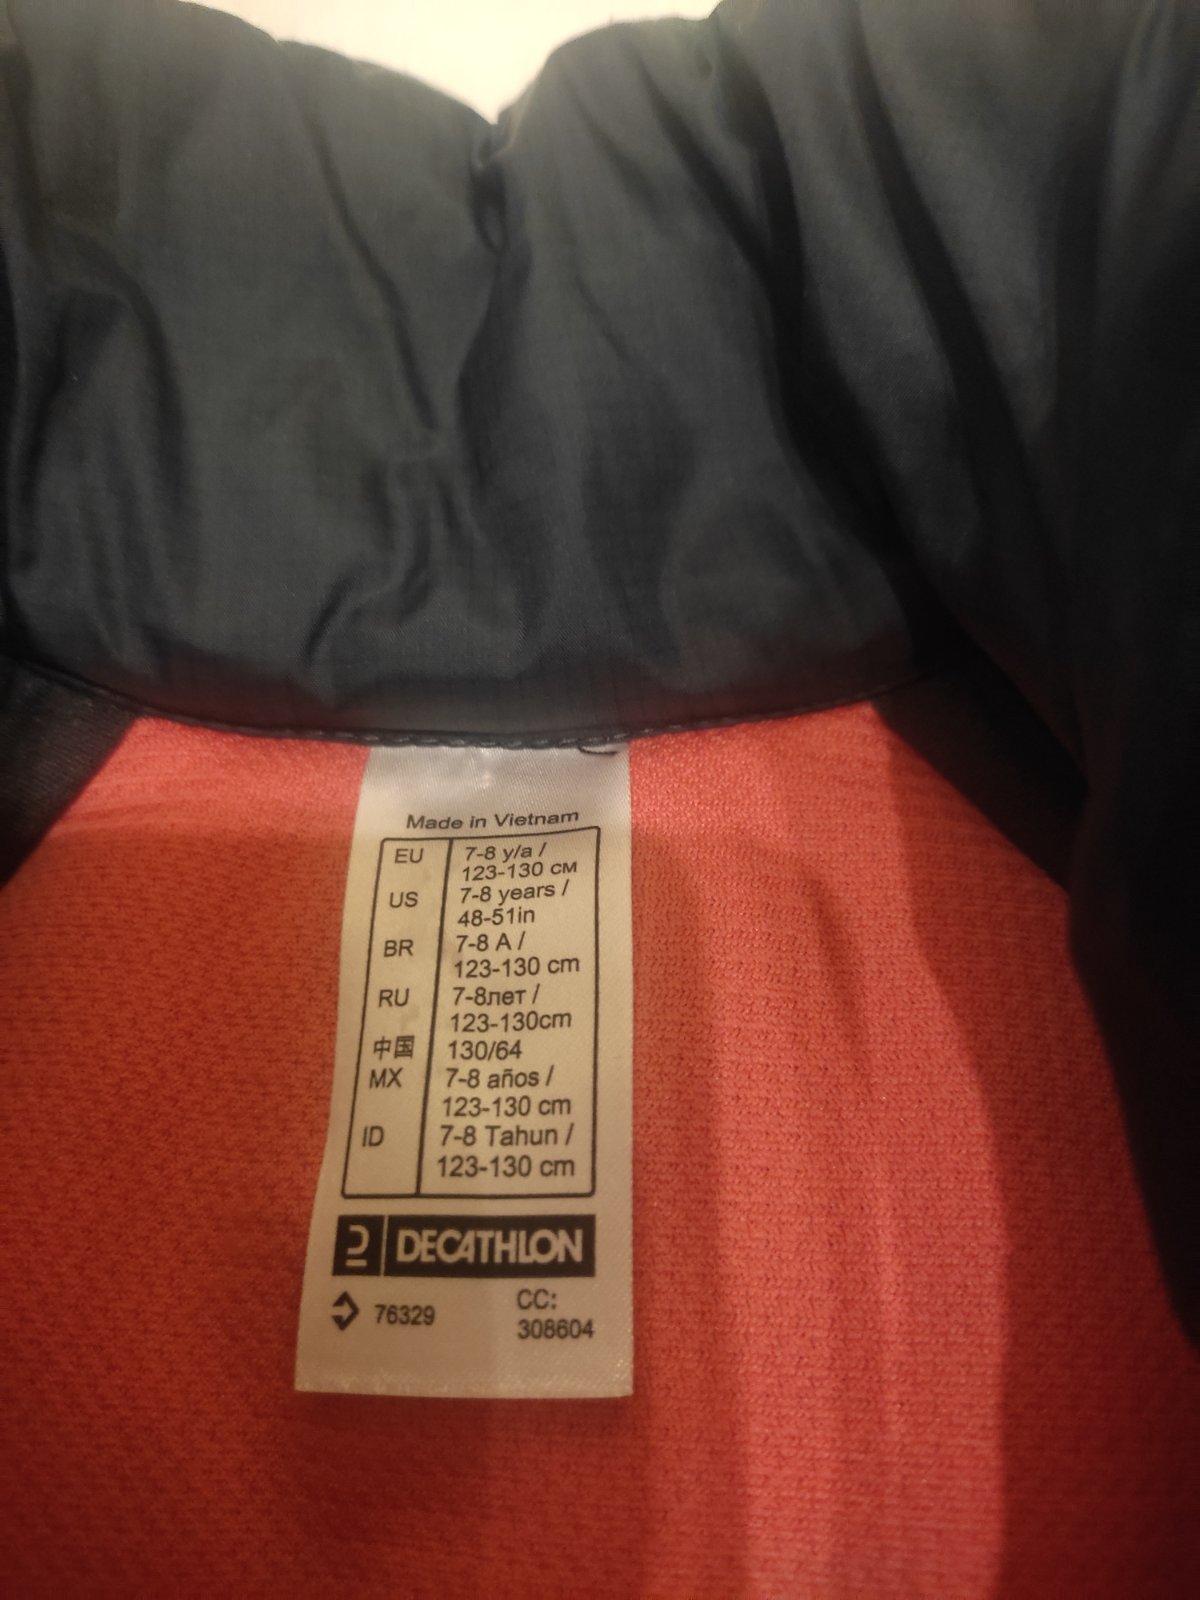 Made in Vietnam
EU 7-8 y/a /
123-130 см
US 7-8 years /
48-51in
BR 7-8 A /
123-130 cm
RU 7-8лет /
123-130cm
中国 130/64
MX 7-8 años /
123-130 cm
ID 7-8 Tahun /
123-130 cm
DECATHLON
76329 CC:
308604